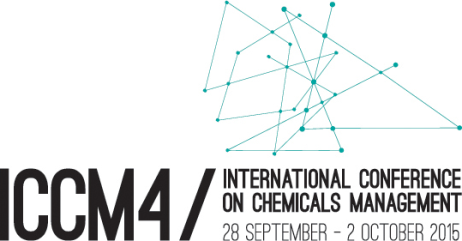 ICCM4/
INTERNATIONAL CONFERENCE
ON CHEMICALS MANAGEMENT
28 SEPTEMBER - 2 OCTOBER 2015